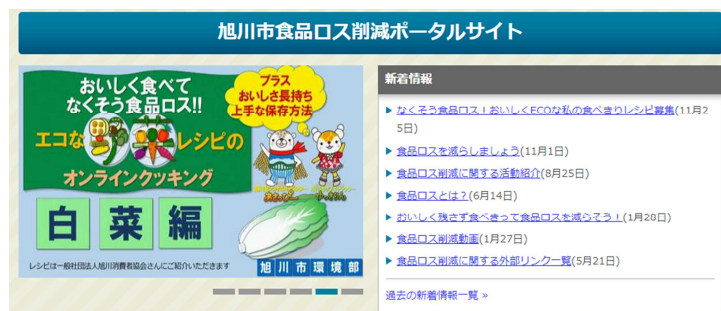 旭川市食品ロス削減ポータルサイト
おいしく食べて
なくそう食品ロス!!
エコな野菜レシピの
オンラインクッキング
白菜編
レシピは一般社団法人旭川消費者協会さんにご紹介いただきます
プラス
おいしさ長持ち
上手な保存方法
旭川市環境部
新着情報
なくそう食品ロス！おいしくECOな私の食べきりレシピ募集(11月2
5日)
食品ロスを減らしましょう(11月1日)
食品ロス削減に関する活動紹介(8月25日)
食品ロスとは？(6月14日)
おいしく残さず食べきって食品ロスを減らそう！(1月28日)
食品ロス削減動画(1月27日)
食品ロス削減に関する外部リンク一覧(5月21日)
過去の新着情報一覧 »